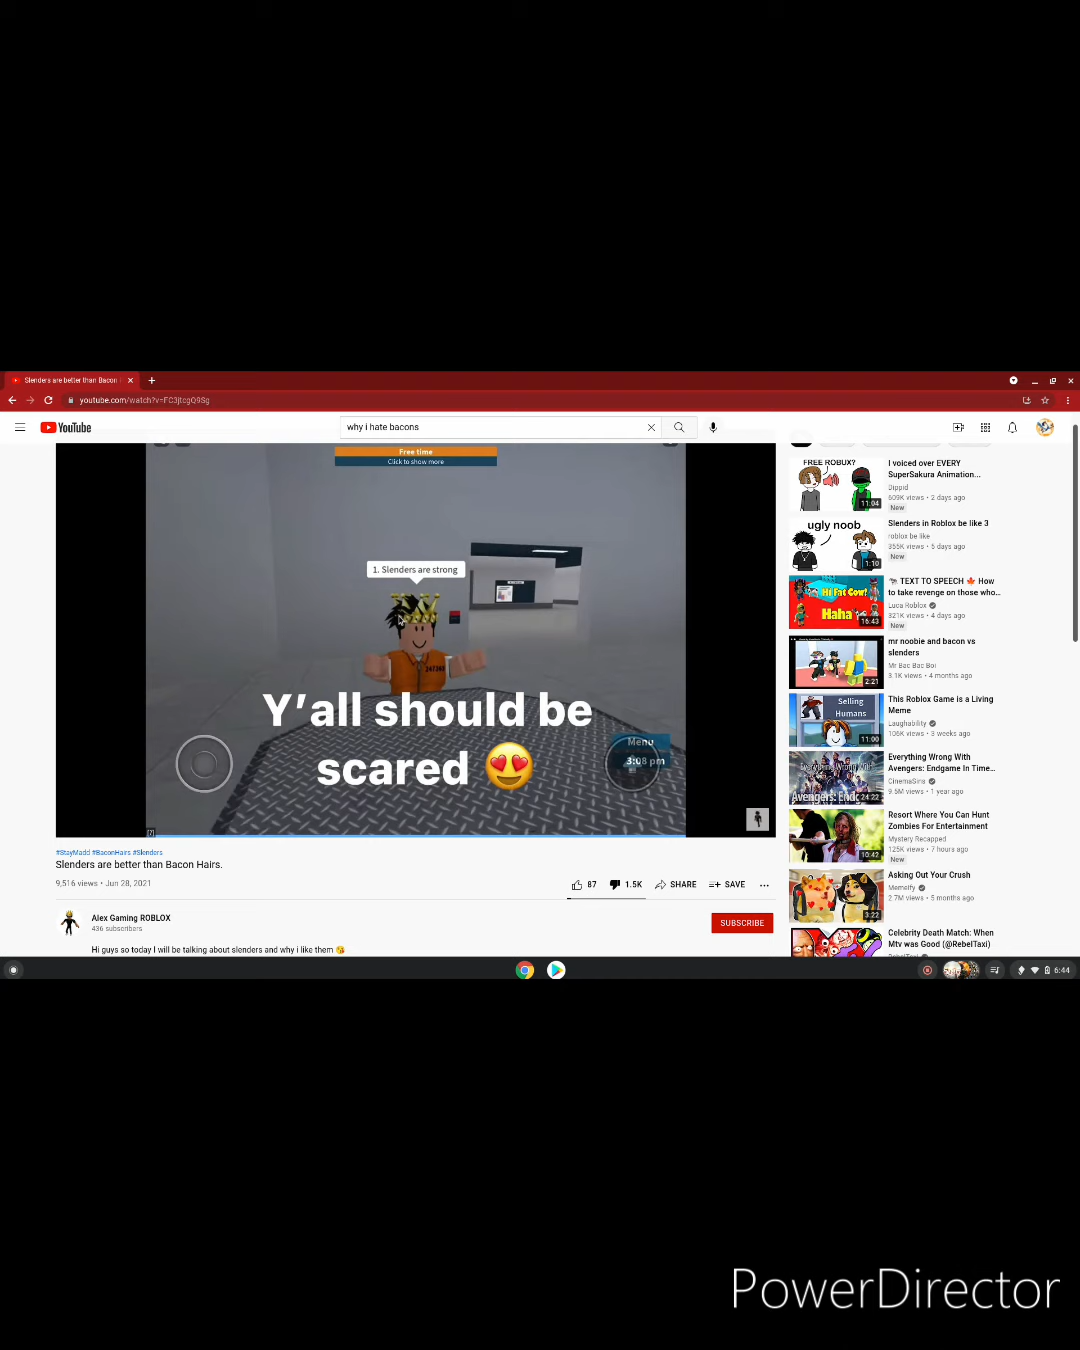 Slenders are better than Bacon
youtube.com/watch?v=FC3jtcgQ9Sg
YouTube
why i hate bacons
Free time
Click to show more
1. Slenders are strong
Y'all should be
scared 😍
Menu
3:08 pm
#StayMadd #BaconHairs #Slenders
Slenders are better than Bacon Hairs.
9,516 views • Jun 28, 2021
87
1.5K
SHARE
SAVE
Alex Gaming ROBLOX
436 subscribers
SUBSCRIBE
Hi guys so today I will be talking about slenders and why i like them 😘
FREE ROBUX?
11:04
I voiced over EVERY
SuperSakura Animation...
Dippid
609K views • 2 days ago
New
ugly noob
1:10
Slenders in Roblox be like 3
roblox be like
355K views • 5 days ago
New
Hi Fat Cow!
Haha
16:43
TEXT TO SPEECH 🍁 How
to take revenge on those who...
Luca Roblox
321K views • 4 days ago
New
2:21
mr noobie and bacon vs
slenders
Mr Bac Bac Boi
3.1K views • 4 months ago
Selling
Humans
11:00
This Roblox Game is a Living
Meme
Laughability
106K views • 3 weeks ago
Everything Wrong With
24:22
Everything Wrong With
Avengers: Endgame In Time...
CinemaSins
9.5M views • 1 year ago
10:42
Resort Where You Can Hunt
Zombies For Entertainment
Mystery Recapped
125K views • 7 hours ago
New
3:22
Asking Out Your Crush
Memeify
2.7M views • 5 months ago
Celebrity Death Match: When
Mtv was Good (@RebelTaxi)
6:44
PowerDirector